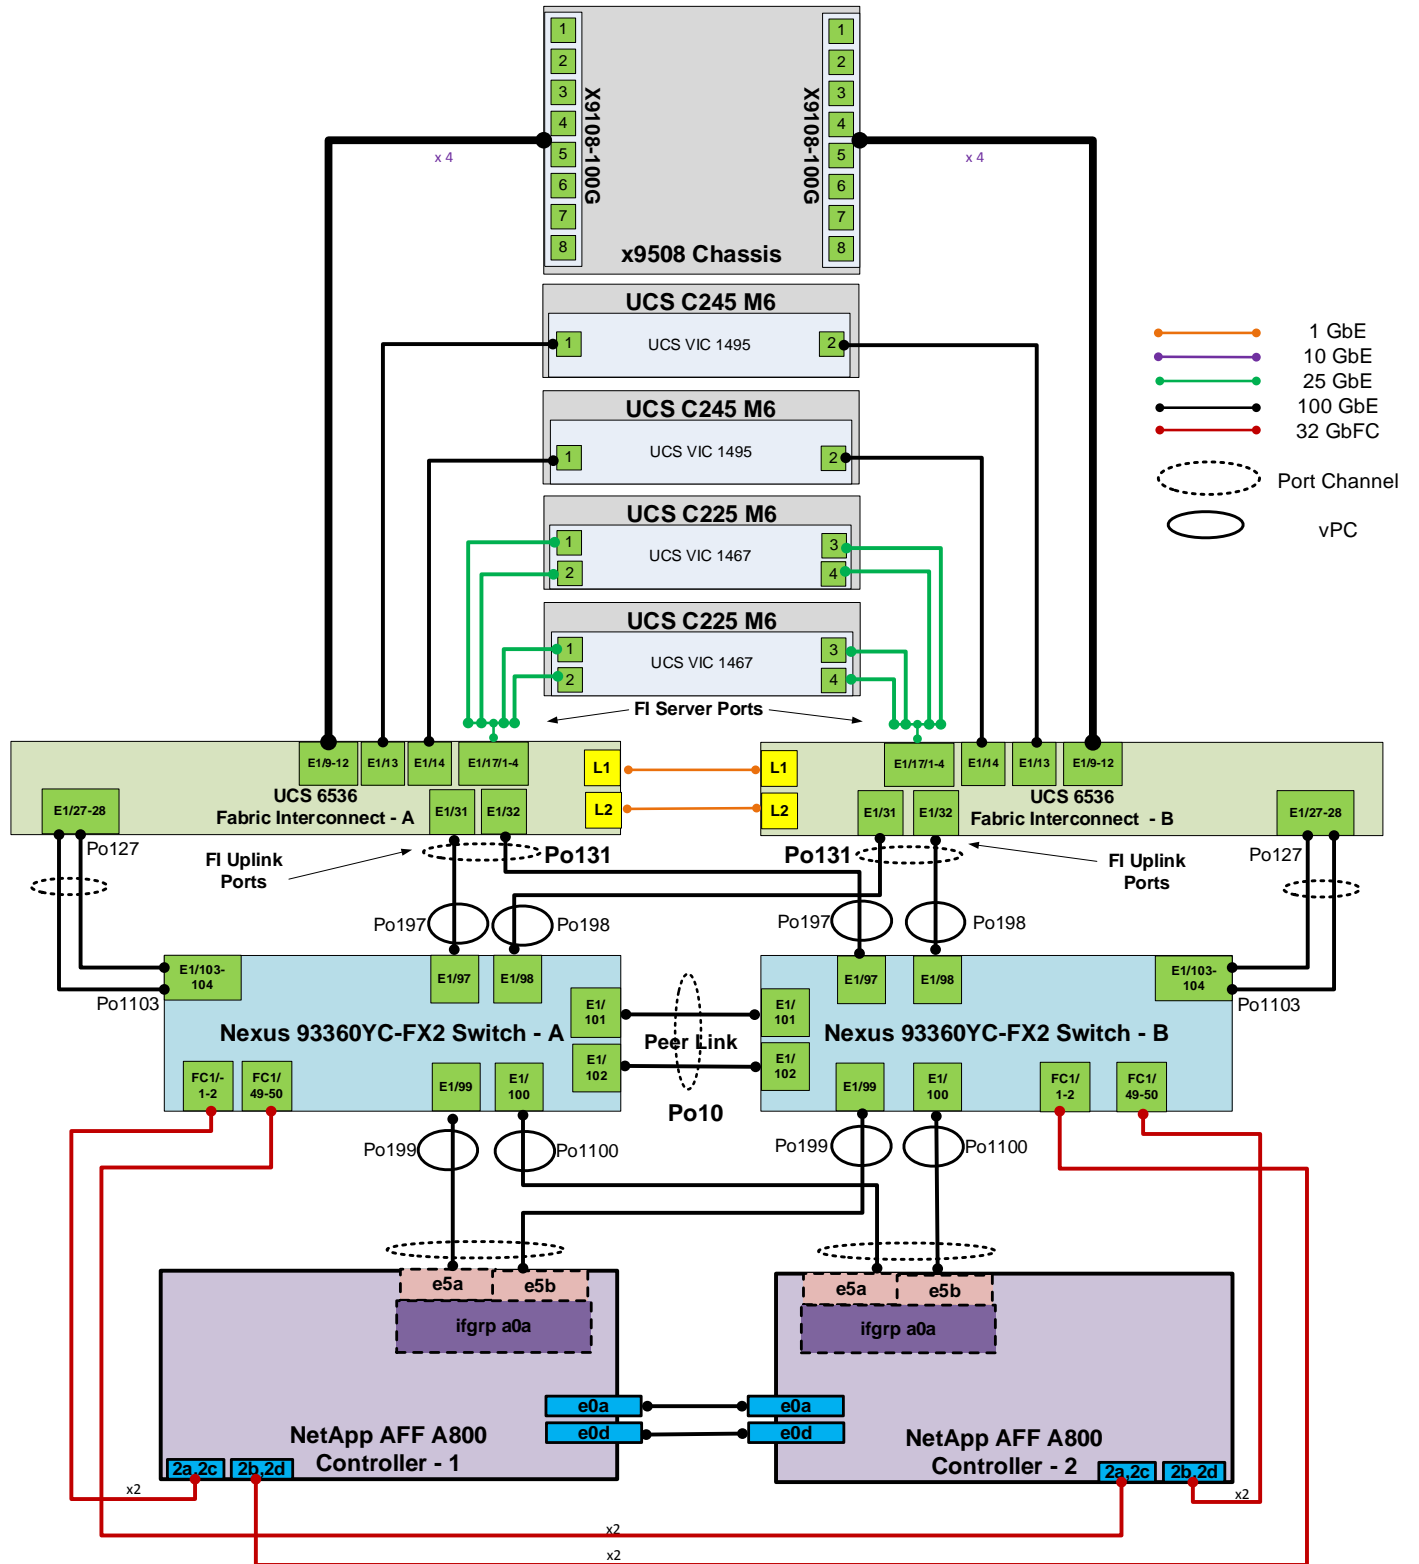 1
2
3
4
5
6
7
8
X9108-100G
X9108-100G
1
2
3
4
5
6
7
8
x 4
x 4
x9508 Chassis
UCS C245 M6
1
UCS VIC 1495
2
UCS C245 M6
1
UCS VIC 1495
2
UCS C225 M6
1
2
UCS VIC 1467
3
4
UCS C225 M6
1
2
UCS VIC 1467
3
4
1 GbE
10 GbE
25 GbE
100 GbE
32 GbFC
Port Channel
vPC
FI Server Ports
E1/9-12
E1/13
E1/14
E1/17/1-4
L1
L2
E1/27-28
UCS 6536
Fabric Interconnect - A
E1/31
E1/32
L1
L2
E1/17/1-4
E1/14
E1/13
E1/9-12
E1/31
E1/32
UCS 6536
Fabric Interconnect - B
E1/27-28
Po127
FI Uplink
Ports
Po131
Po131
FI Uplink
Ports
Po127
Po197
Po198
Po197
Po198
E1/103-
104
Po1103
E1/97
E1/98
E1/
101
E1/
102
Nexus 93360YC-FX2 Switch - A
FC1/-
1-2
FC1/
49-50
E1/99
E1/
100
Peer Link
Po10
E1/97
E1/98
E1/103-
104
Po1103
E1/
101
E1/
102
Nexus 93360YC-FX2 Switch - B
E1/99
E1/
100
FC1/
1-2
FC1/
49-50
Po199
Po1100
Po199
Po1100
e5a
e5b
ifgrp a0a
e5a
e5b
ifgrp a0a
e0a
e0d
e0a
e0d
NetApp AFF A800
Controller - 1
NetApp AFF A800
Controller - 2
2a,2c
2b,2d
2a,2c
2b,2d
x2
x2
x2
x2